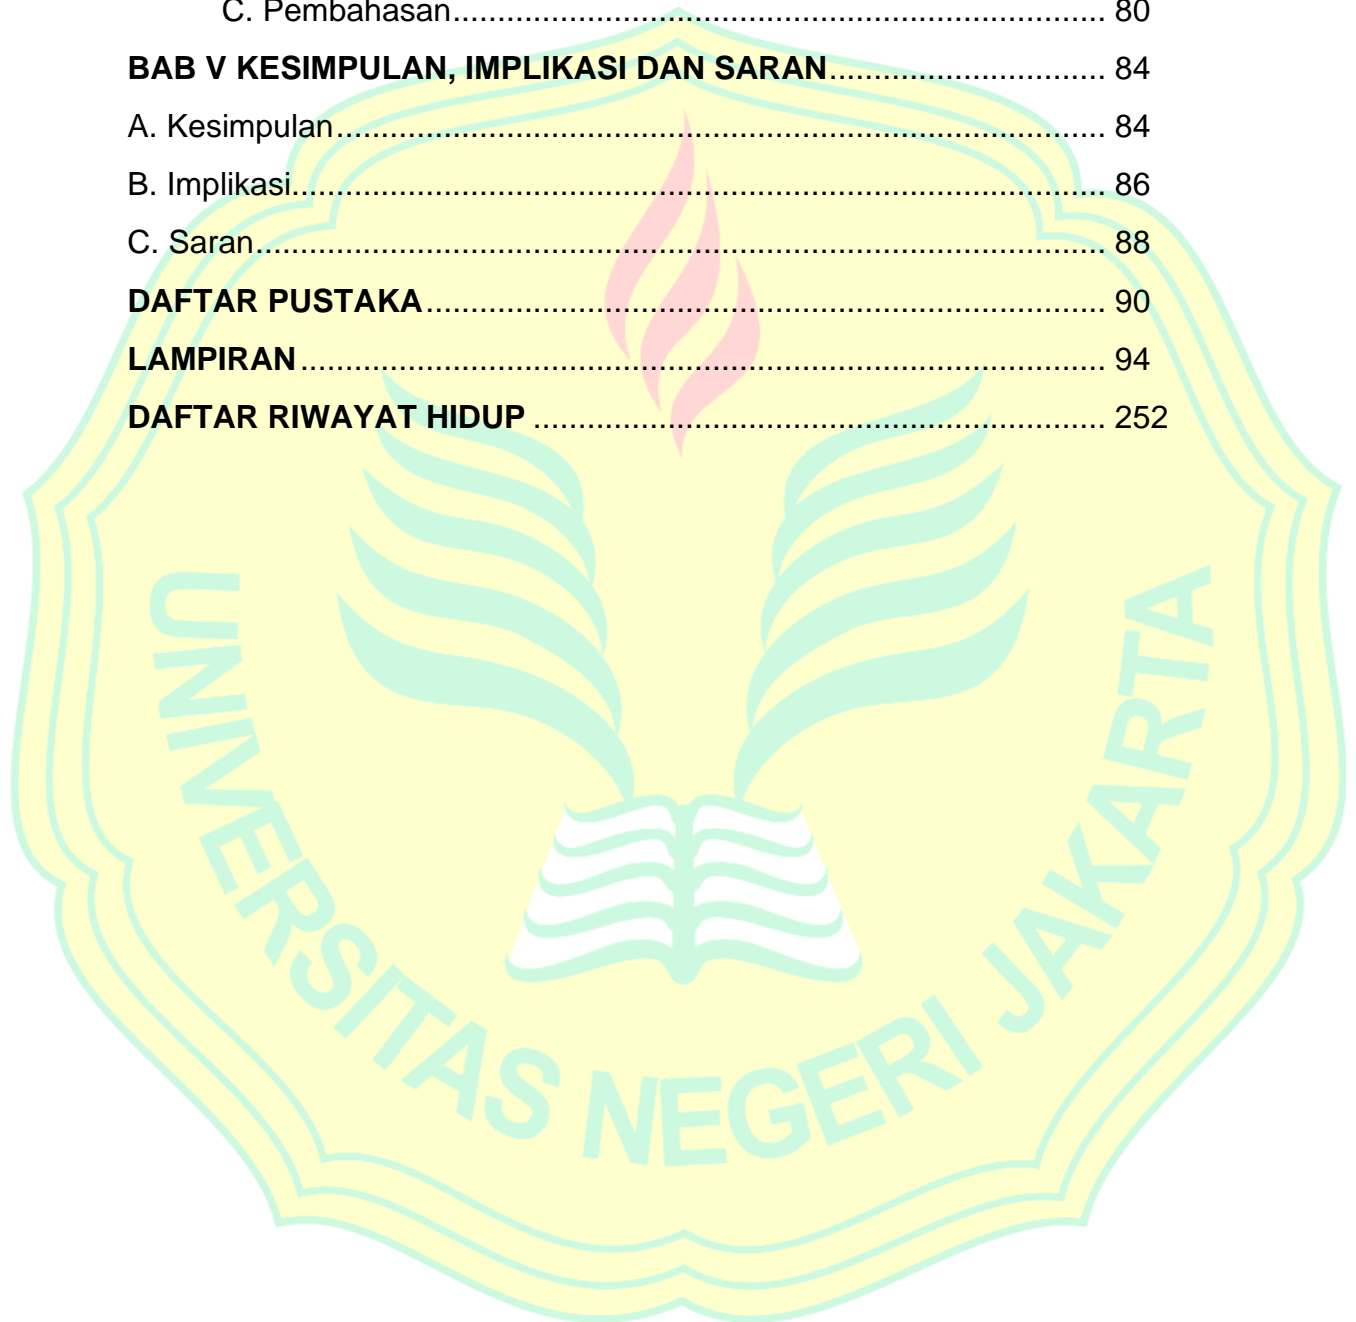 C. Pembahasan........................................................................... 80
BAB V KESIMPULAN, IMPLIKASI DAN SARAN................................ 84
A. Kesimpulan........................................................................................ 84
B. Implikasi............................................................................................. 86
C. Saran................................................................................................. 88
DAFTAR PUSTAKA............................................................................. 90
LAMPIRAN ........................................................................................... 94
DAFTAR RIWAYAT HIDUP ................................................................. 252
UNIVERSITAS NEGERI JAKARTA